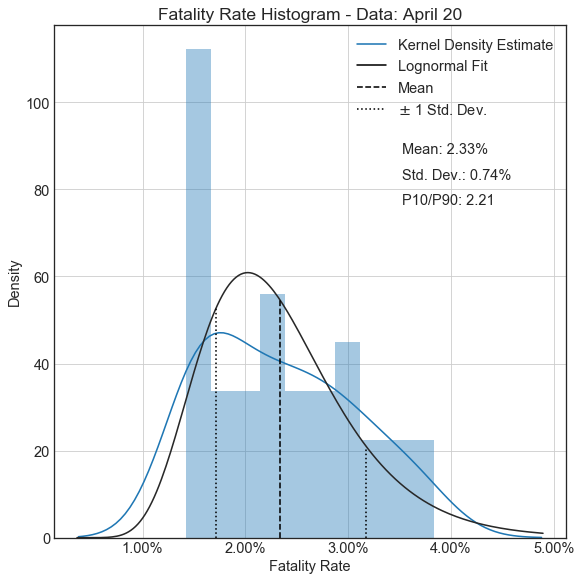 Fatality Rate Histogram - Data: April 20
Kernel Density Estimate
Lognormal Fit
Mean
± 1 Std. Dev.
Mean: 2.33%
Std. Dev.: 0.74%
P10/P90: 2.21
Density
100
80
60
40
20
0
1.00% 2.00% 3.00% 4.00% 5.00%
Fatality Rate